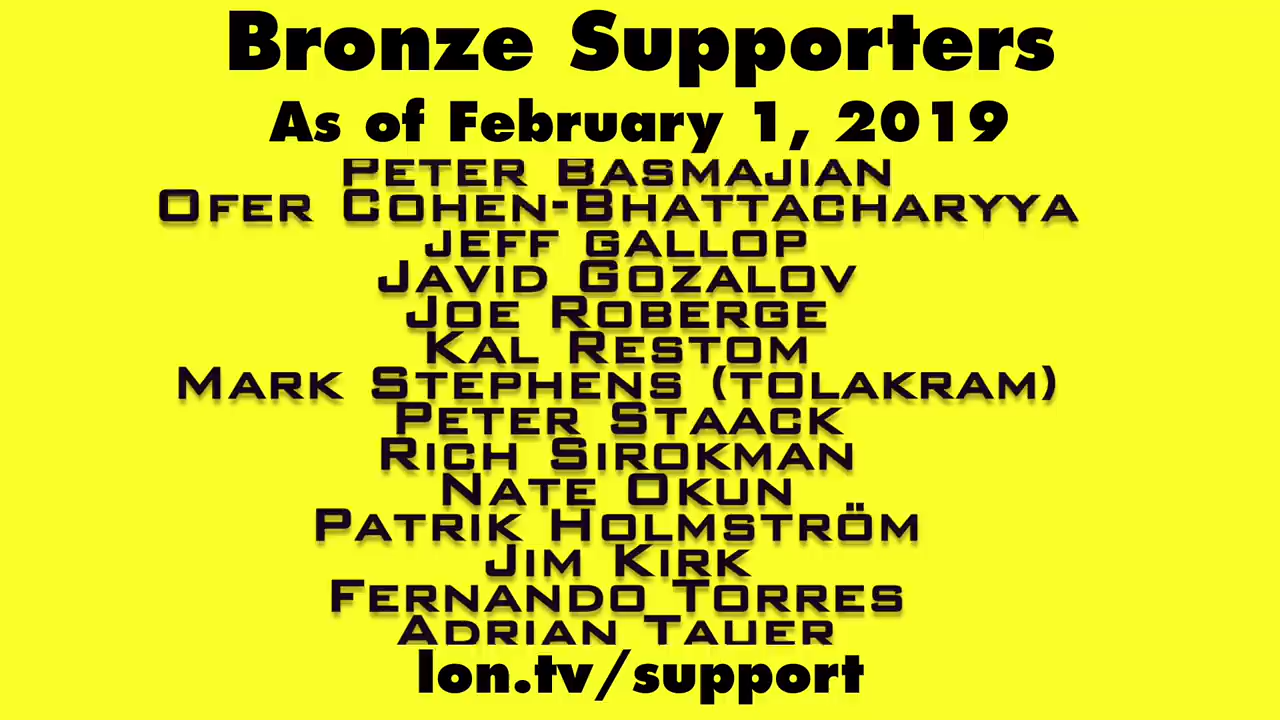 Bronze Supporters
As of February 1, 2019
Peter Basmajian
Ofer Cohen-Bhattacharyya
jeff gallop
Javid Gozalov
Joe Roberge
Kal Restom
Mark Stephens (tolakram)
Peter Staack
Rich Sirokman
Nate Okun
Patrik Holmström
Jim Kirk
Fernando Torres
Adrian Tauer
lon.tv/support